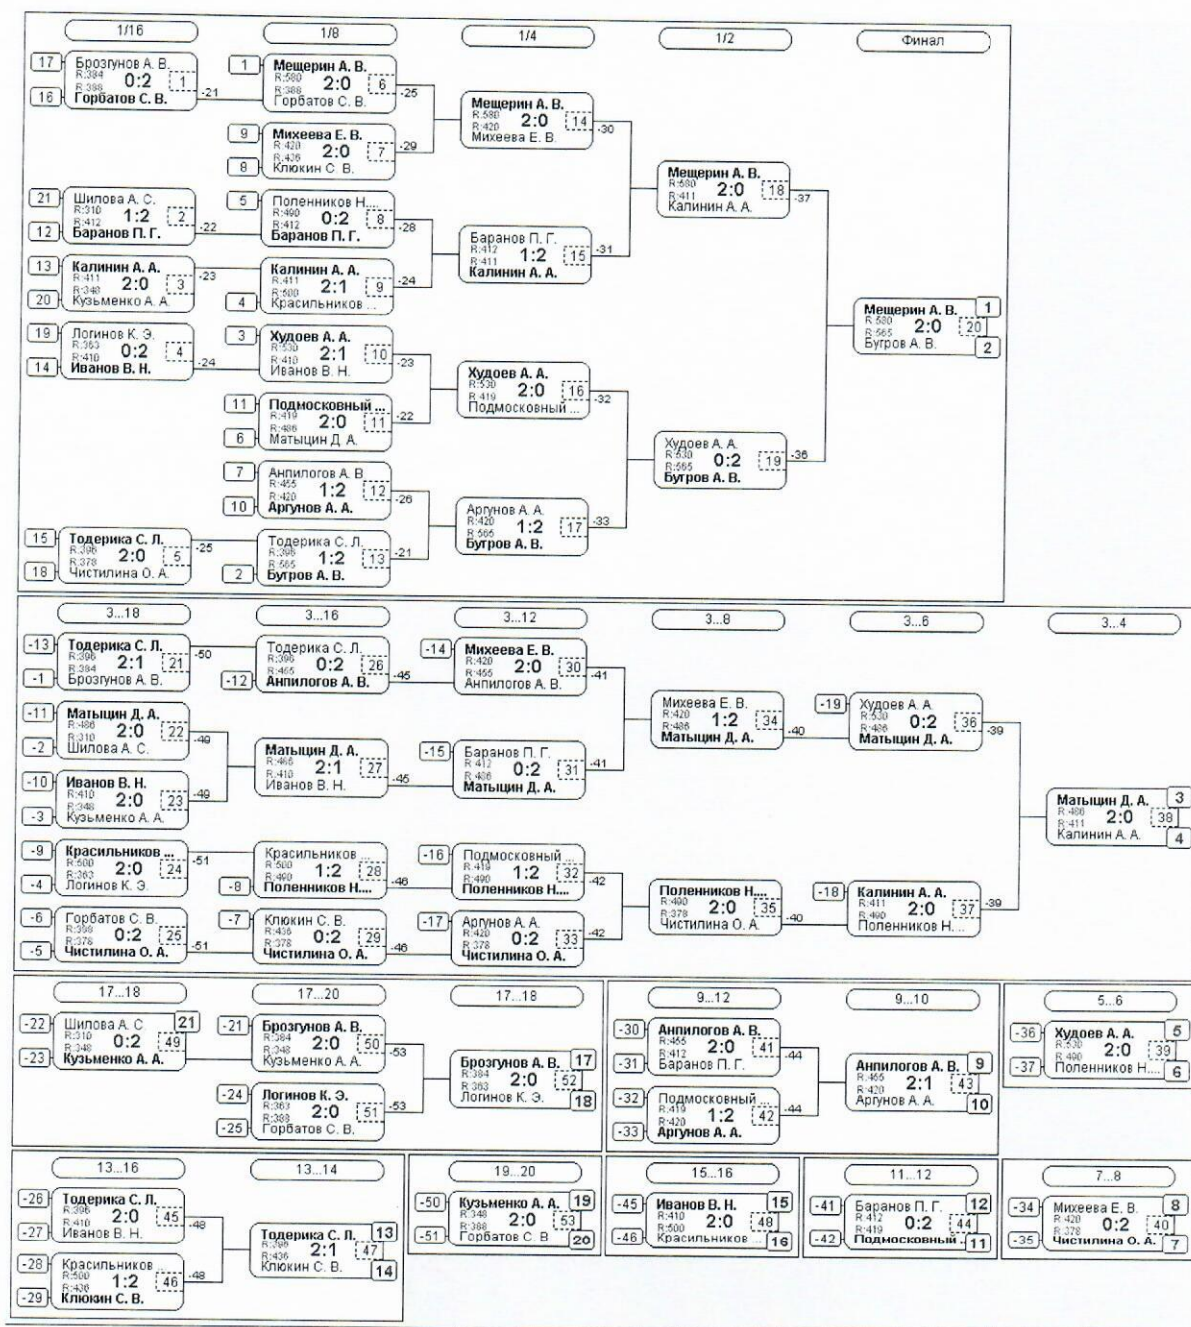 1/16 1/8 1/4 1/2 Финал
17 Брозгунов А. В. R:384 0:2 R:388 1 16 Горбатов С. В. -21
1 Мещерин А. В. R:580 2:0 R:388 6 Горбатов С. В. -25
Мещерин А. В. R:580 2:0 R:420 14 Михеева Е. В. -30
9 Михеева Е. В. R:420 2:0 R:436 7 8 Клюкин С. В. -29
Мещерин А. В. R:580 2:0 R:411 18 Калинин А. А. -37
21 Шилова А. С. R:310 1:2 R:412 2 12 Баранов П. Г. -22
5 Поленников Н.... R:490 0:2 R:412 8 Баранов П. Г. -28
Баранов П. Г. R:412 1:2 R:411 15 Калинин А. А. -31
13 Калинин А. А. R:411 2:0 R:348 3 20 Кузьменко А. А. -23
Калинин А. А. R:411 2:1 R:500 9 4 Красильников ... -24
Мещерин А. В. 1 R:580 2:0 R:565 20 Бугров А. В. 2
19 Логинов К. Э. R:363 0:2 R:410 4 14 Иванов В. Н. -24
3 Худоев А. А. R:530 2:1 R:410 10 Иванов В. Н. -23
Худоев А. А. R:530 2:0 R:419 16 Подмосковный ... -32
11 Подмосковный ... R:419 2:0 R:486 11 6 Матыцин Д. А. -22
Худоев А. А. R:530 0:2 R:565 19 Бугров А. В. -36
7 Анпилогов А. В R:455 1:2 R:420 12 10 Аргунов А. А. -26
Аргунов А. А. R:420 1:2 R:565 17 Бугров А. В. -33
15 Тодерика С. Л. R:396 2:0 R:378 5 18 Чистилина О. А. -25
Тодерика С. Л. R:396 1:2 R:565 13 2 Бугров А. В. -21
3...18 3...16 3...12 3...8 3...6 3...4
-13 Тодерика С. Л. R:396 2:1 R:384 21 -1 Брозгунов А. В. -50
Тодерика С. Л. R:396 0:2 R:455 26 -12 Анпилогов А. В. -45
-14 Михеева Е. В. R:420 2:0 R:455 30 Анпилогов А. В. -41
Михеева Е. В. R:420 1:2 R:486 34 Матыцин Д. А. -40
-19 Худоев А. А. R:530 0:2 R:486 36 Матыцин Д. А. -39
-11 Матыцин Д. А. R:486 2:0 R:310 22 -2 Шилова А. С. -49
Матыцин Д. А. R:486 2:1 R:410 27 Иванов В. Н. -45
-15 Баранов П. Г. R:412 0:2 R:486 31 Матыцин Д. А. -41
-10 Иванов В. Н. R:410 2:0 R:348 23 -3 Кузьменко А. А. -49
Матыцин Д. А. 3 R:486 2:0 R:411 38 Калинин А. А. 4
-9 Красильников ... R:500 2:0 R:363 24 -4 Логинов К. Э. -51
Красильников ... R:500 1:2 R:490 28 -8 Поленников Н.... -46
-16 Подмосковный ... R:419 1:2 R:490 32 Поленников Н.... -42
Поленников Н.... R:490 2:0 R:378 35 Чистилина О. А. -40
-18 Калинин А. А. R:411 2:0 R:490 37 Поленников Н. ... -39
-6 Горбатов С. В. R:388 0:2 R:378 25 -5 Чистилина О. А. -51
-7 Клюкин С. В. R:436 0:2 R:378 29 Чистилина О. А. -46
-17 Аргунов А. А. R:420 0:2 R:378 33 Чистилина О. А. -42
17...18 17...20 17...18 9...12 9...10 5...6
-22 Шилова А. С 21 R:310 0:2 R:348 49 -23 Кузьменко А. А.
-21 Брозгунов А. В. R:384 2:0 R:348 50 Кузьменко А. А. -53
Брозгунов А. В. 17 R:384 2:0 R:363 52 Логинов К. Э. 18
-24 Логинов К. Э. R:363 2:0 R:388 51 -25 Горбатов С. В. -53
-30 Анпилогов А. В. R:455 2:0 R:412 41 -31 Баранов П. Г. -44
Анпилогов А. В. 9 R:455 2:1 R:420 43 Аргунов А. А. 10
-32 Подмосковный ... R:419 1:2 R:420 42 -33 Аргунов А. А. -44
-36 Худоев А. А. 5 R:530 2:0 R:490 39 -37 Поленников Н.... 6
13...16 13...14 19...20 15...16 11...12 7...8
-26 Тодерика С. Л. R:396 2:0 R:410 45 -27 Иванов В. Н. -48
Тодерика С. Л. 13 R:396 2:1 R:436 47 Клюкин С. В. 14
-28 Красильников ... R:500 1:2 R:436 46 -29 Клюкин С. В. -48
-50 Кузьменко А. А. 19 R:348 2:0 R:388 53 -51 Горбатов С. В 20
-45 Иванов В. Н. 15 R:410 2:0 R:500 48 -46 Красильников ... 16
-41 Баранов П. Г. 12 R:412 0:2 R:419 44 -42 Подмосковный ... 11
-34 Михеева Е. В. 8 R:420 0:2 R:378 40 -35 Чистилина О. А. 7